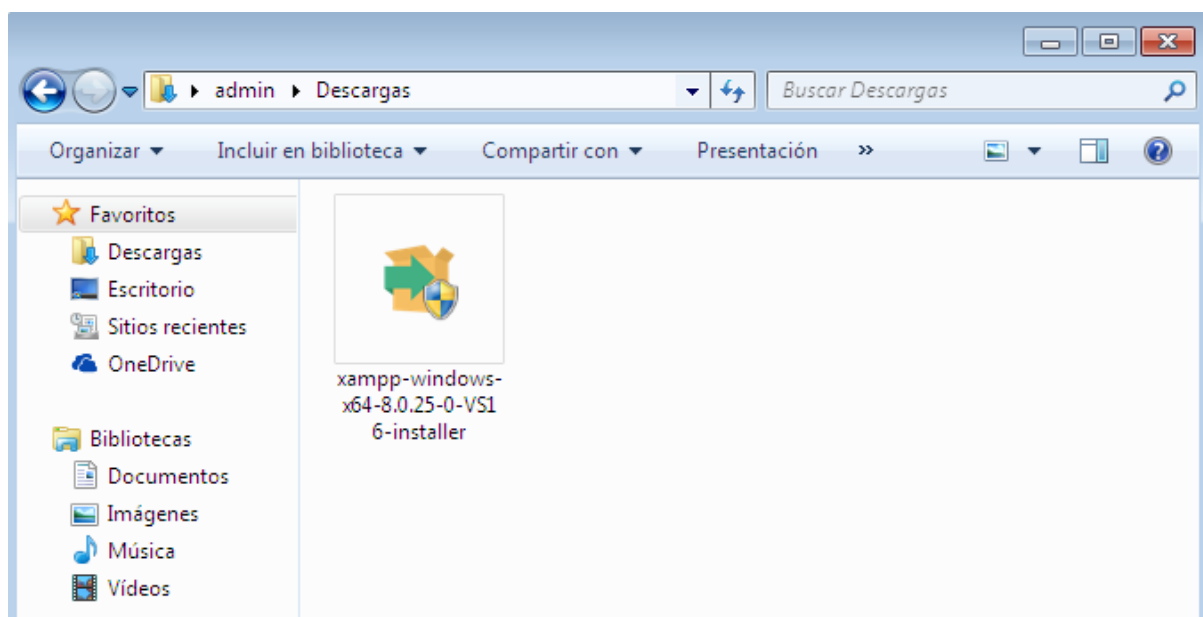 admin Descargas Buscar Descargas
Organizar Incluir en biblioteca Compartir con Presentación »
Favoritos
Descargas
Escritorio
Sitios recientes
OneDrive
Bibliotecas
Documentos
Imágenes
Música
Vídeos
xampp-windows-
x64-8.0.25-0-VS1
6-installer